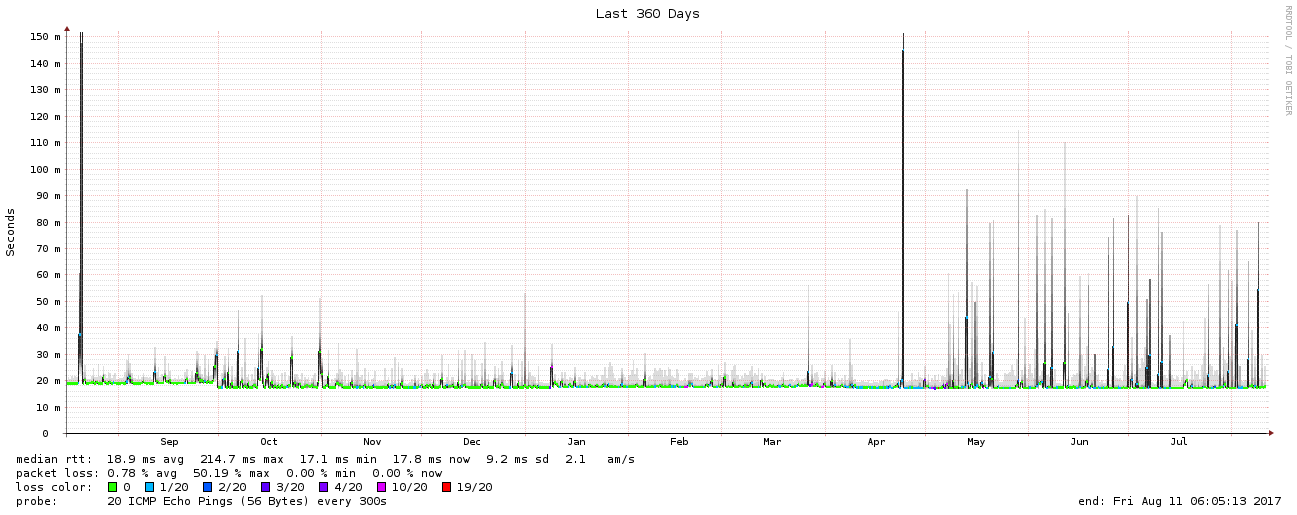 Last 360 Days
RRDTOOL / TOBI OETIKER
Seconds
150 m
140 m
130 m
120 m
110 m
100 m
90 m
80 m
70 m
60 m
50 m
40 m
30 m
20 m
10 m
0
Sep Oct Nov Dec Jan Feb Mar Apr May Jun Jul
median rtt: 18.9 ms avg 214.7 ms max 17.1 ms min 17.8 ms now 9.2 ms sd 2.1 am/s
packet loss: 0.78 % avg 50.19 % max 0.00 % min 0.00 % now
loss color: 0 1/20 2/20 3/20 4/20 10/20 19/20
probe: 20 ICMP Echo Pings (56 Bytes) every 300s end: Fri Aug 11 06:05:13 2017